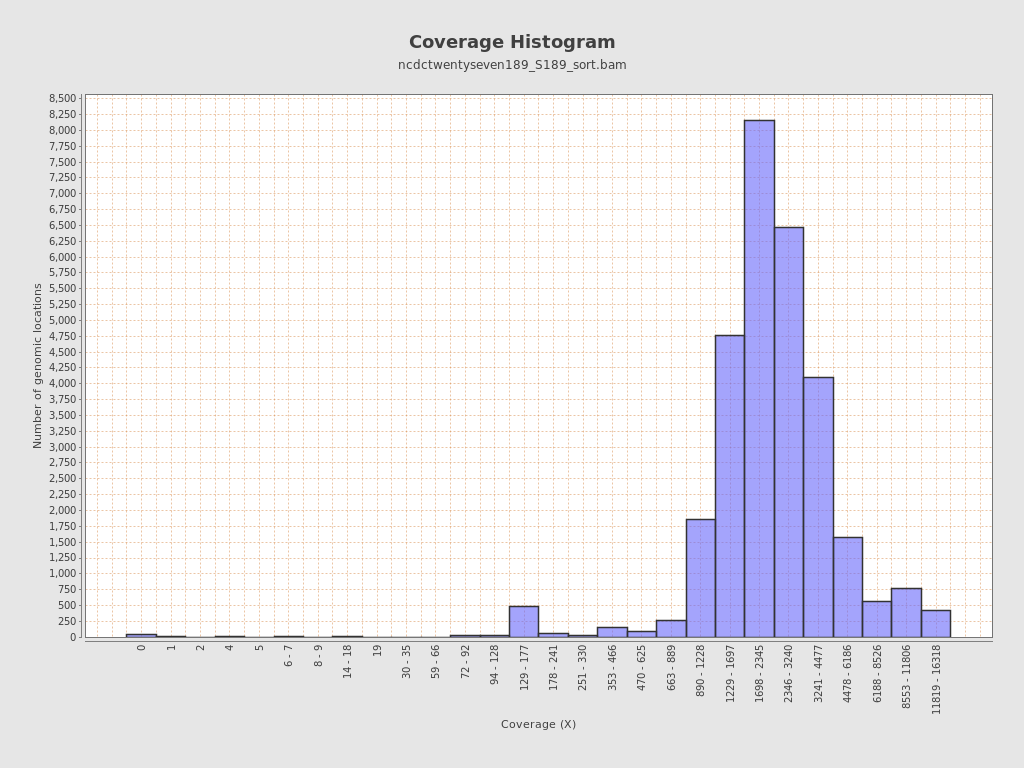 Coverage Histogram
ncdctwentyseven189_S189_sort.bam
8,500
8,250
8,000
7,750
7,500
7,250
7,000
6,750
6,500
6,250
6,000
5,750
5,500
5,250
5,000
4,750
4,500
4,250
4,000
3,750
3,500
3,250
3,000
2,750
2,500
2,250
2,000
1,750
1,500
1,250
1,000
750
500
250
0
Number of genomic locations
0
1
2
4
5
6 - 7
8 - 9
14 - 18
19
30 - 35
59 - 66
72 - 92
94 - 128
129 - 177
178 - 241
251 - 330
353 - 466
470 - 625
663 - 889
890 - 1228
1229 - 1697
1698 - 2345
2346 - 3240
3241 - 4477
4478 - 6186
6188 - 8526
8553 - 11806
11819 - 16318
Coverage (X)